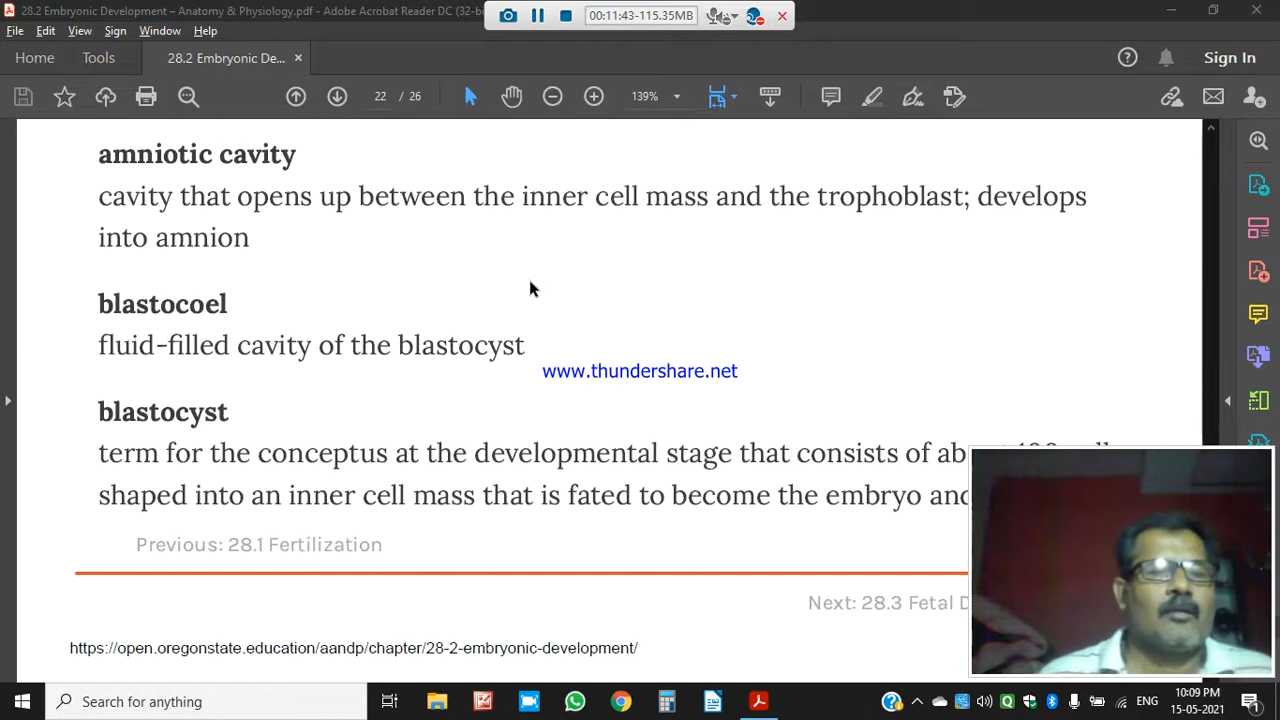 28.2 Embryonic Development – Anatomy & Physiology.pdf - Adobe Acrobat Reader DC (32-bi
00:11:43-115.35MB
File Edit View Sign Window Help
Home Tools 28.2 Embryonic De... × Sign In
22 / 26 139%
amniotic cavity
cavity that opens up between the inner cell mass and the trophoblast; develops
into amnion
blastocoel
fluid-filled cavity of the blastocyst
www.thundershare.net
blastocyst
term for the conceptus at the developmental stage that consists of
shaped into an inner cell mass that is fated to become the embryo and
Previous: 28.1 Fertilization
Next: 28.3 Fetal D
https://open.oregonstate.education/aandp/chapter/28-2-embryonic-development/
Search for anything
ENG
10:09 PM
15-05-2021